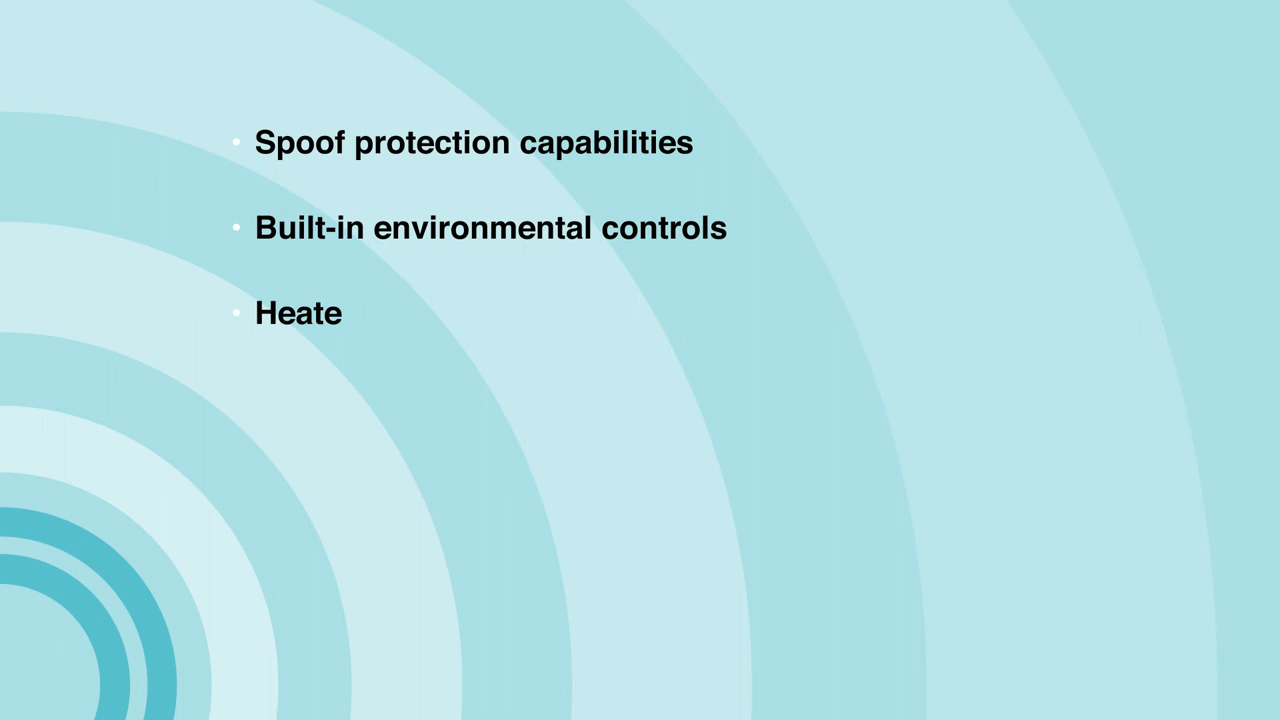 Spoof protection capabilities
Built-in environmental controls
Heate